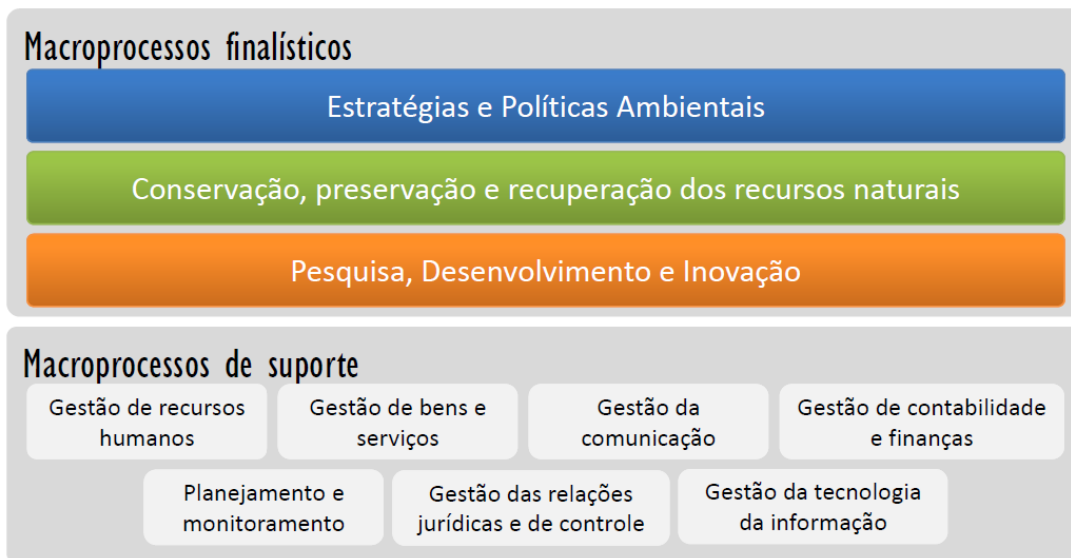 Macroprocessos finalísticos
Estratégias e Políticas Ambientais
Conservação, preservação e recuperação dos recursos naturais
Pesquisa, Desenvolvimento e Inovação
Macroprocessos de suporte
Gestão de recursos
humanos
Gestão de bens e
serviços
Gestão da
comunicação
Gestão de contabilidade
e finanças
Planejamento e
monitoramento
Gestão das relações
jurídicas e de controle
Gestão da tecnologia
da informação